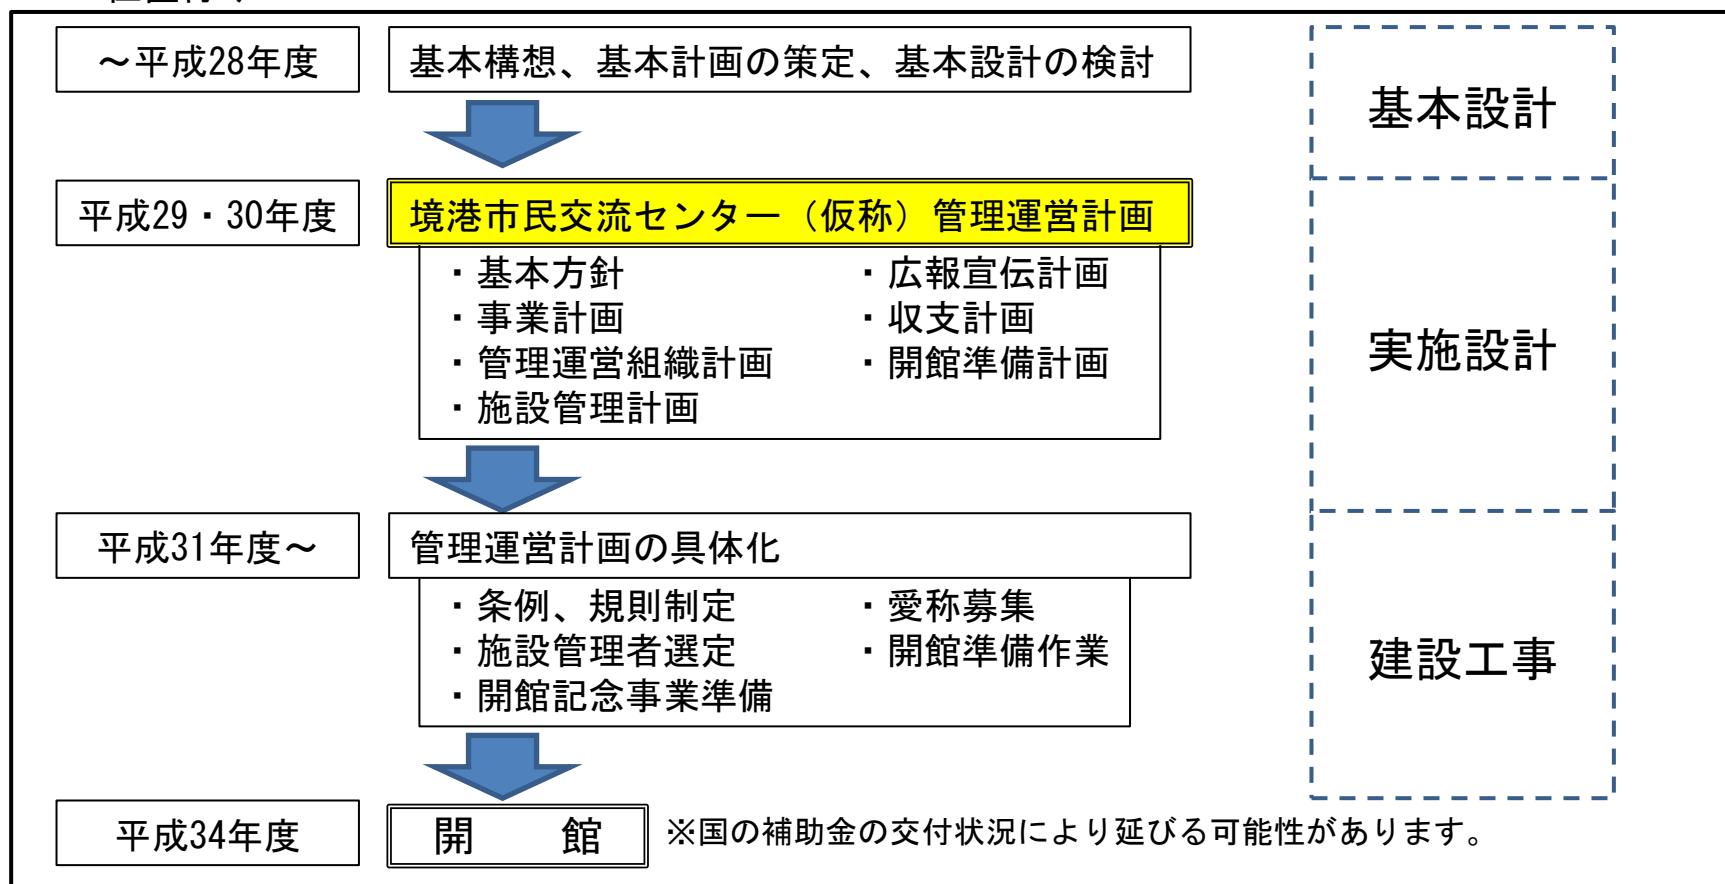 ～平成28年度
基本構想、基本計画の策定、基本設計の検討
基本設計
平成29・30年度
境港市民交流センター（仮称）管理運営計画
・基本方針
・広報宣伝計画
・事業計画
・収支計画
・管理運営組織計画
・開館準備計画
・施設管理計画
実施設計
平成31年度～
管理運営計画の具体化
・条例、規則制定
・愛称募集
・施設管理者選定
・開館準備作業
・開館記念事業準備
建設工事
平成34年度
開　　館
※国の補助金の交付状況により延びる可能性があります。